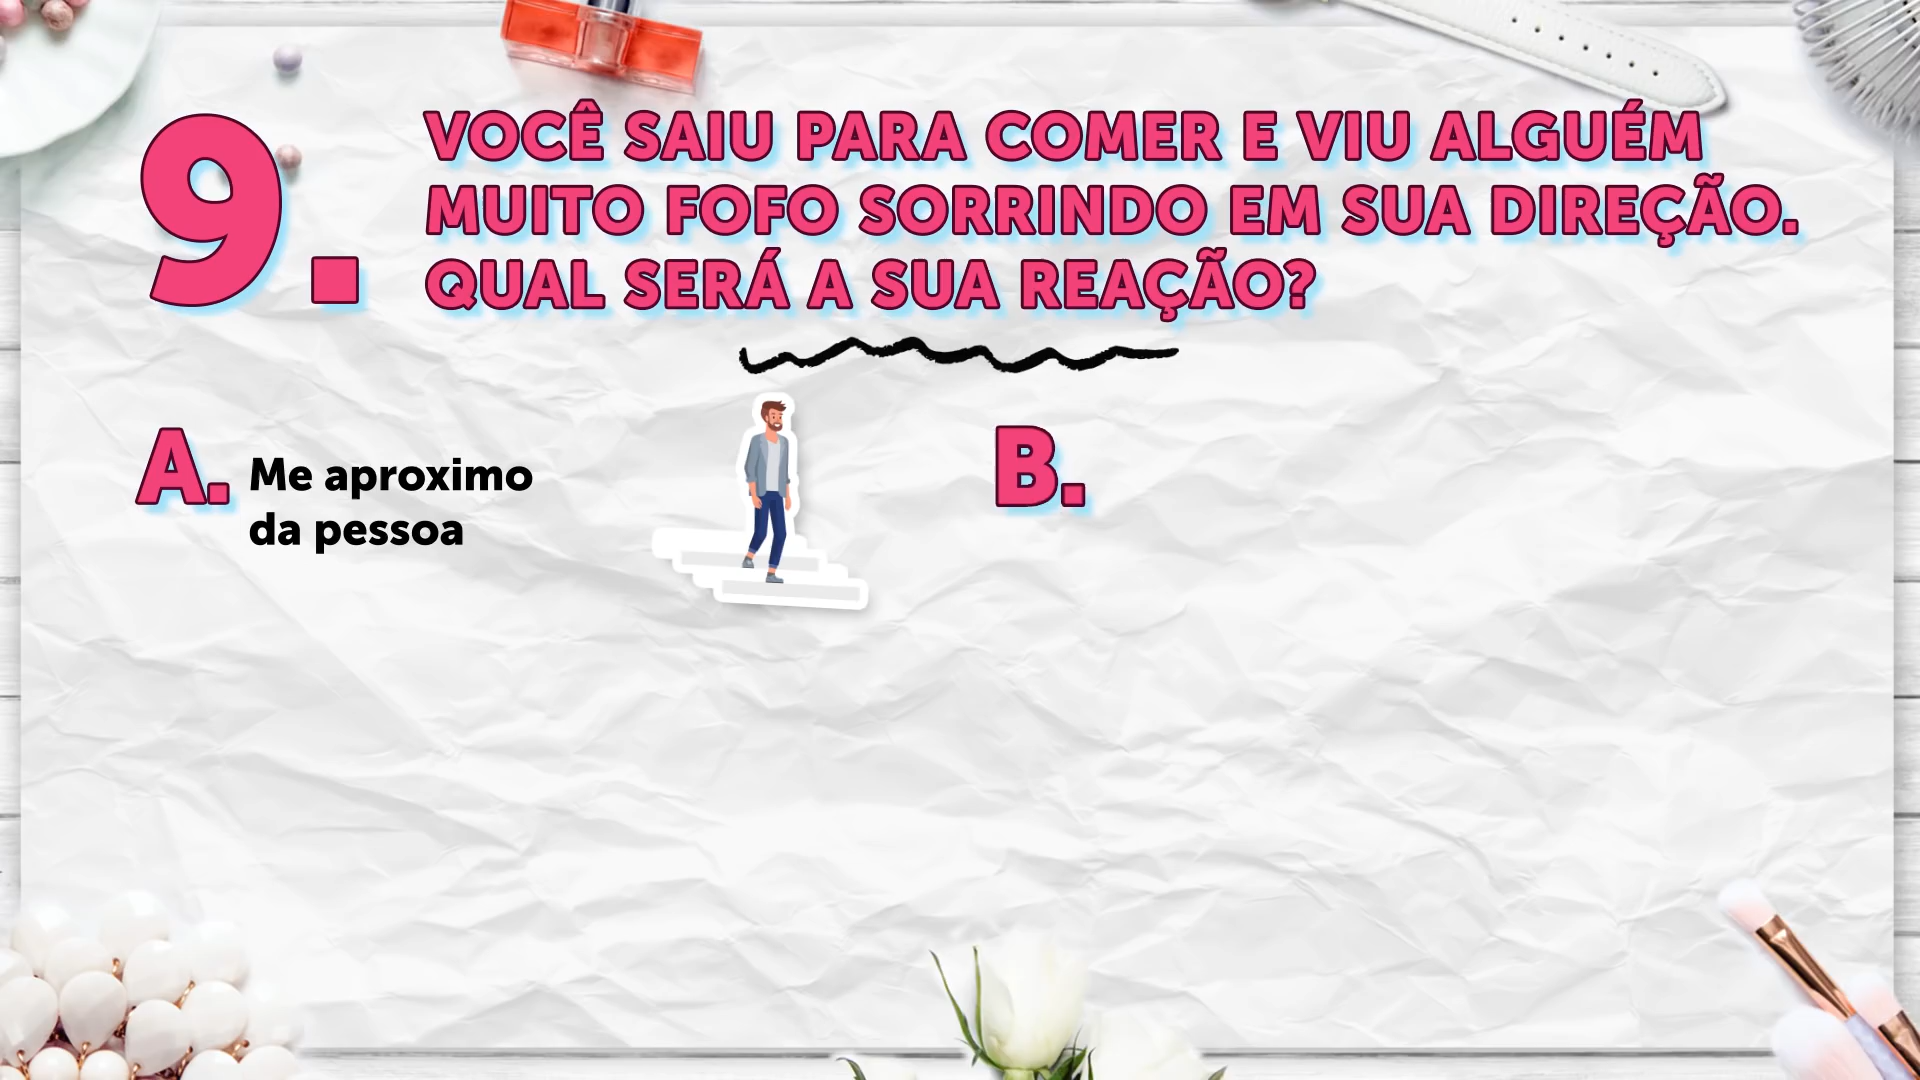 9.
VOCÊ SAIU PARA COMER E VIU ALGUÉM
MUITO FOFO SORRINDO EM SUA DIREÇÃO.
QUAL SERÁ A SUA REAÇÃO?
A. Me aproximo
da pessoa
B.